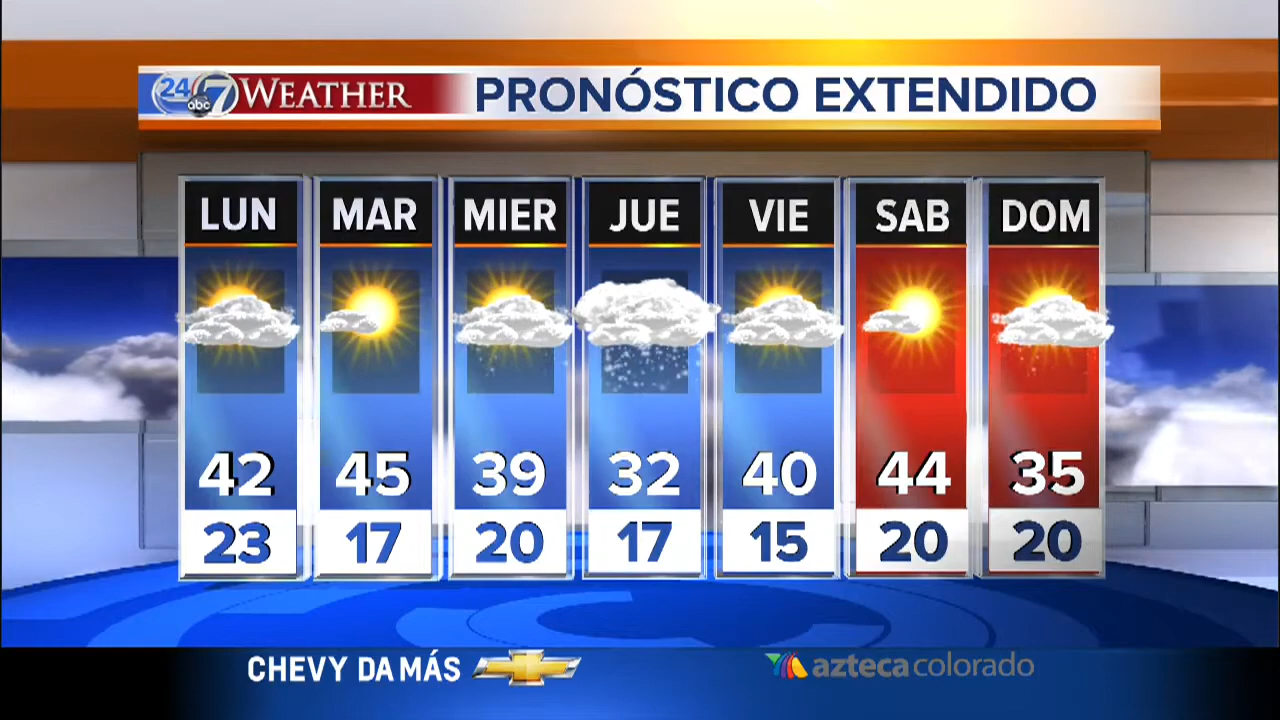 24 7 abc WEATHER PRONÓSTICO EXTENDIDO
LUN MAR MIER JUE VIE SAB DOM
42 45 39 32 40 44 35
23 17 20 17 15 20 20
CHEVY DA MÁS azteca colorado